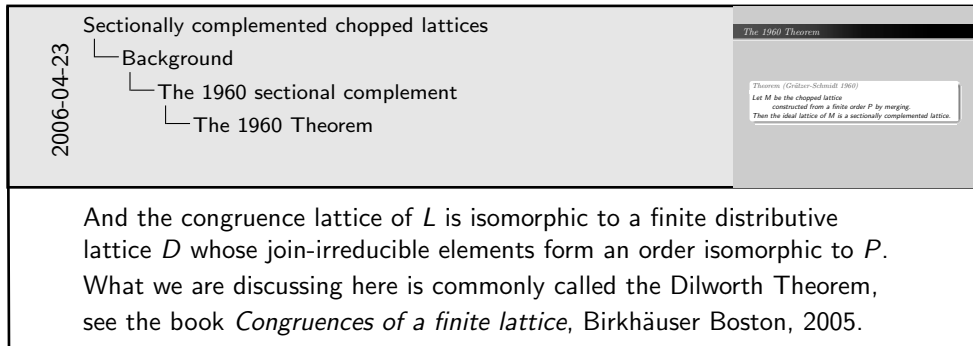 Sectionally complemented chopped lattices
Background
The 1960 sectional complement
The 1960 Theorem
2006-04-23
The 1960 Theorem
Theorem (Grätzer-Schmidt 1960)
Let M be the chopped lattice
constructed from a finite order P by merging.
Then the ideal lattice of M is a sectionally complemented lattice.
And the congruence lattice of L is isomorphic to a finite distributive
lattice D whose join-irreducible elements form an order isomorphic to P.
What we are discussing here is commonly called the Dilworth Theorem,
see the book Congruences of a finite lattice, Birkhäuser Boston, 2005.